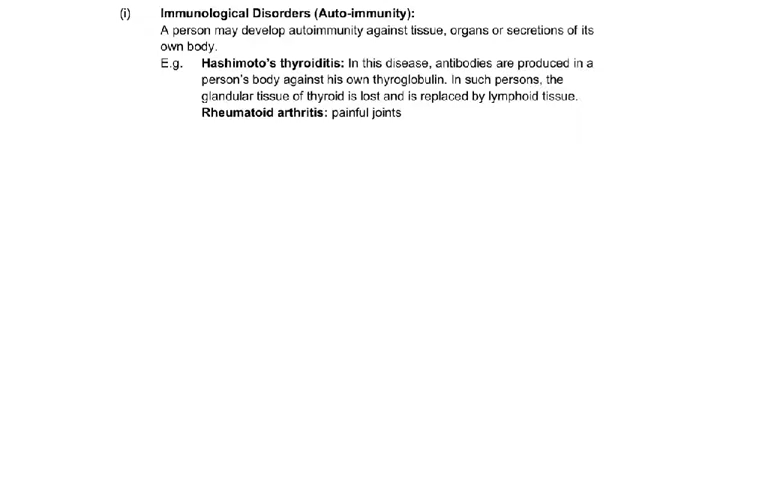 (i) Immunological Disorders (Auto-immunity):
A person may develop autoimmunity against tissue, organs or secretions of its
own body.
E.g. Hashimoto's thyroiditis: In this disease, antibodies are produced in a
person's body against his own thyroglobulin. In such persons, the
glandular tissue of thyroid is lost and is replaced by lymphoid tissue.
Rheumatoid arthritis: painful joints